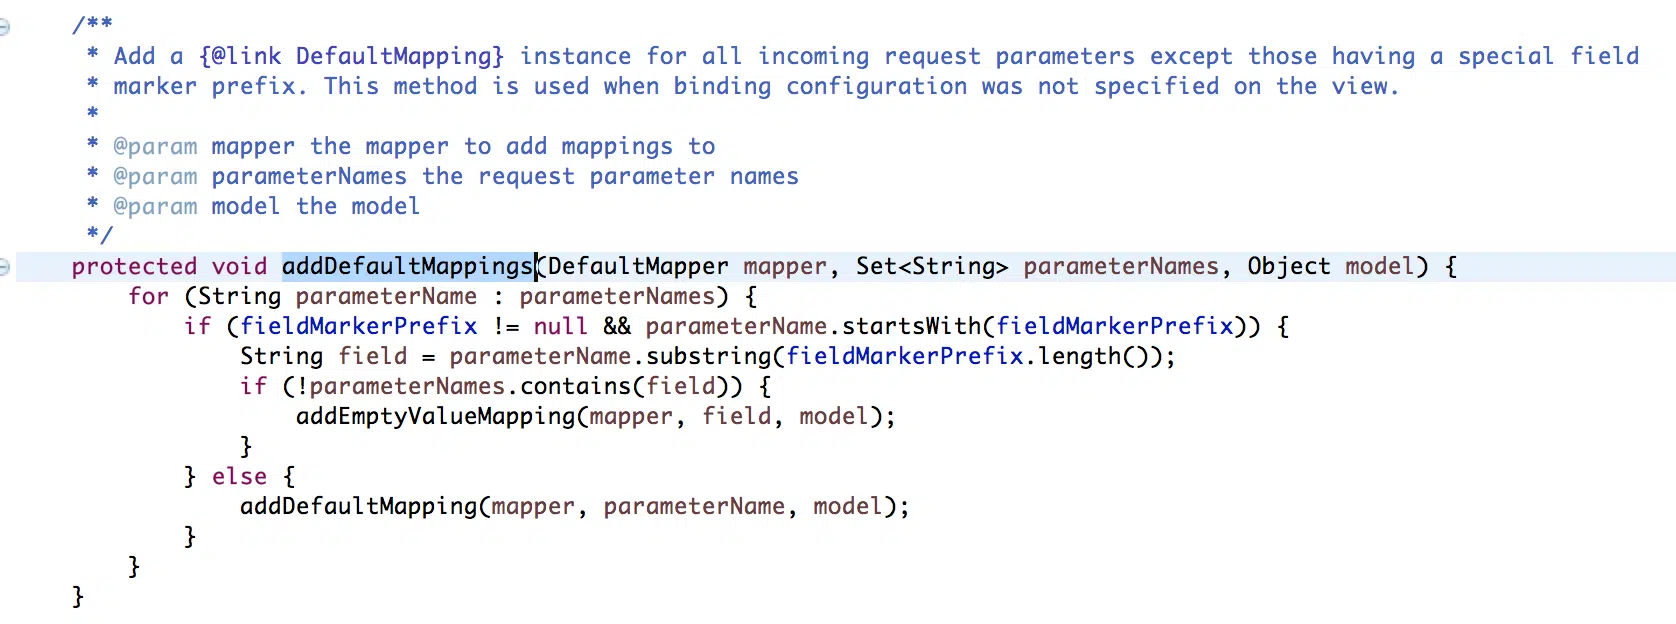 /**
 * Add a {@link DefaultMapping} instance for all incoming request parameters except those having a special field
 * marker prefix. This method is used when binding configuration was not specified on the view.
 *
 * @param mapper the mapper to add mappings to
 * @param parameterNames the request parameter names
 * @param model the model
 */
protected void addDefaultMappings(DefaultMapper mapper, Set<String> parameterNames, Object model) {
    for (String parameterName : parameterNames) {
        if (fieldMarkerPrefix != null && parameterName.startsWith(fieldMarkerPrefix)) {
            String field = parameterName.substring(fieldMarkerPrefix.length());
            if (!parameterNames.contains(field)) {
                addEmptyValueMapping(mapper, field, model);
            }
        } else {
            addDefaultMapping(mapper, parameterName, model);
        }
    }
}